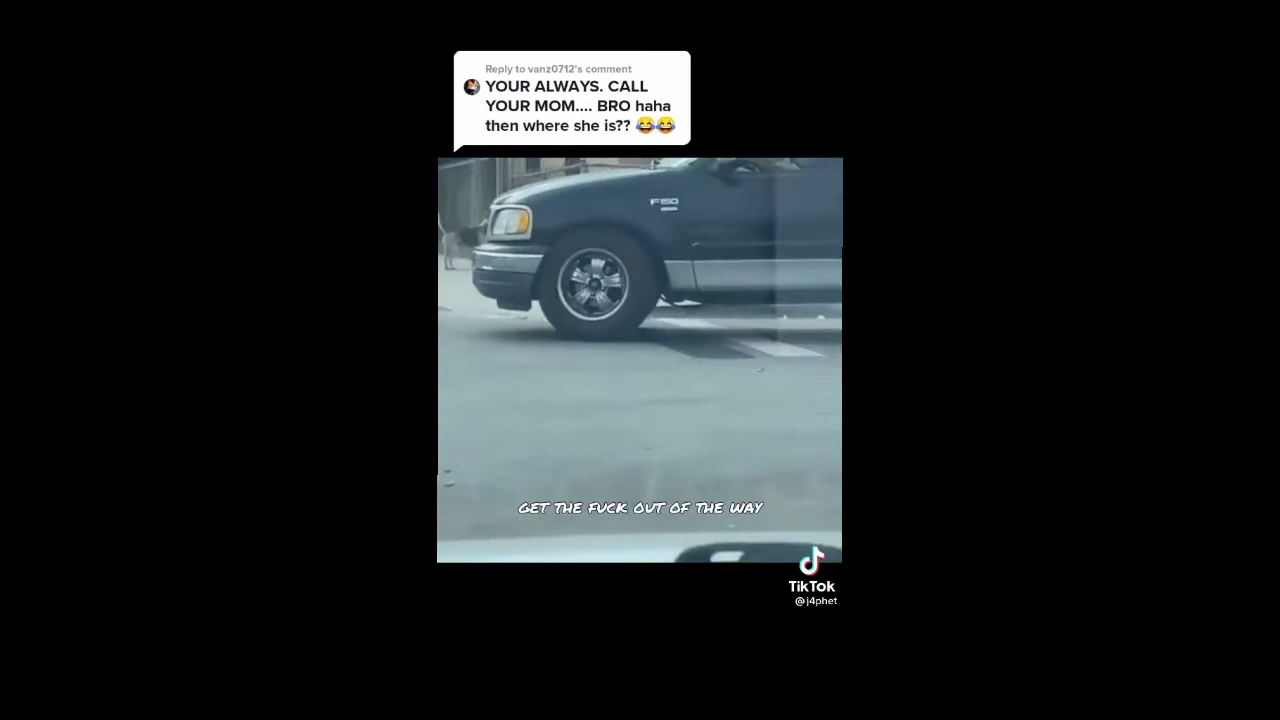 Reply to vanz0712's comment
YOUR ALWAYS. CALL
YOUR MOM.... BRO haha
then where she is?? 😂😂
F150
GET THE FUCK OUT OF THE WAY
TikTok
@j4phet